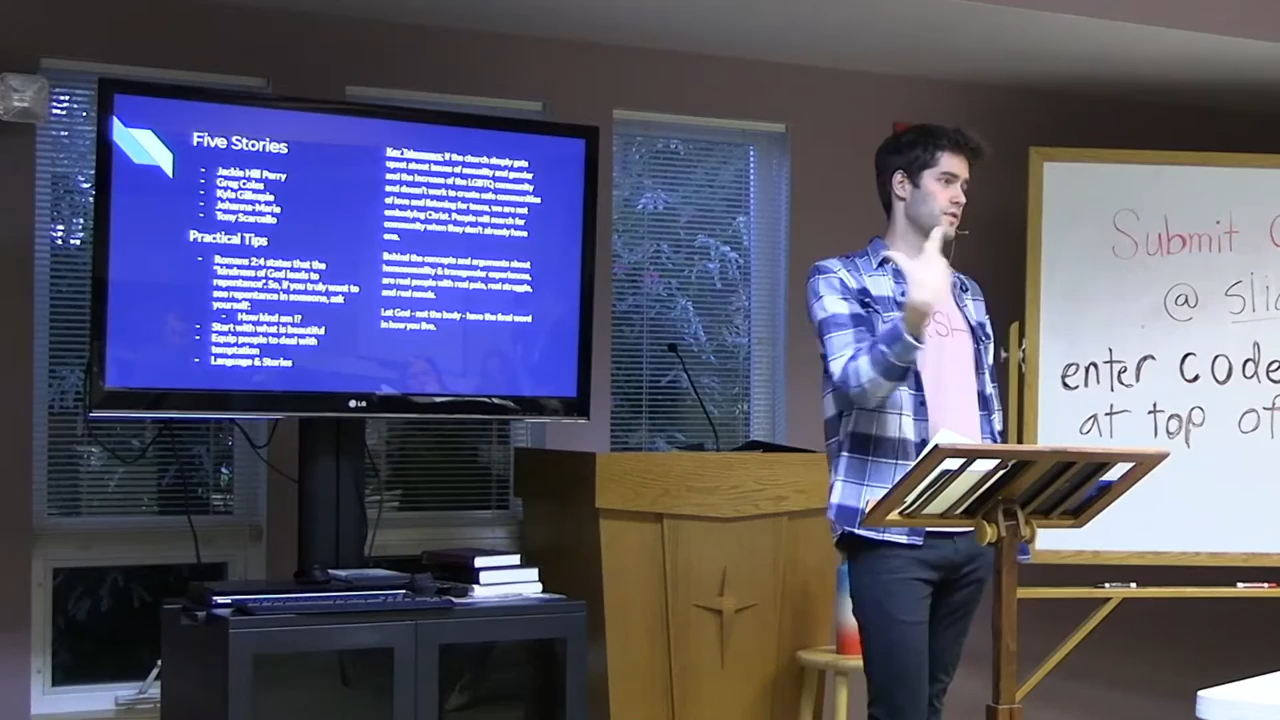 Five Stories
- Jackie Hill Perry
- Greg Coles
- Kyla Gillespie
- Johanna-Marie
- Tony Scarcello
Practical Tips
- Romans 2:4 states that the
"kindness of God leads to
repentance". So, if you truly want to
see repentance in someone, ask
yourself:
- How kind am I?
- Start with what is beautiful
- Equip people to deal with
temptation
- Language & Stories
Key Takeaways: If the church simply gets
upset about issues of sexuality and gender
and the increase of the LGBTQ community
and doesn't work to create safe communities
of love and listening for teens, we are not
embodying Christ. People will search for
community when they don't already have
one.
Behind the concepts and arguments about
homosexuality & transgender experiences,
are real people with real pain, real struggle,
and real needs.
Let God - not the body - have the final word
in how you live.
LG
Submit
@ sli
enter code
at top of